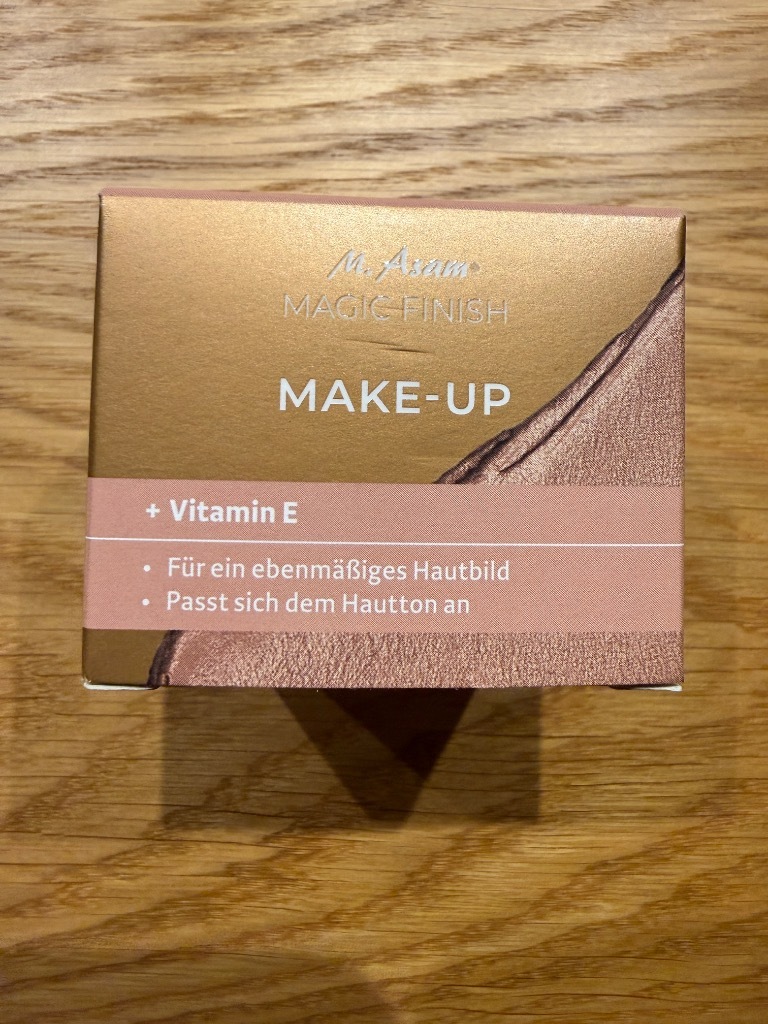 M. Asam®
MAGIC FINISH
MAKE-UP
+ Vitamin E
• Für ein ebenmäßiges Hautbild
• Passt sich dem Hautton an